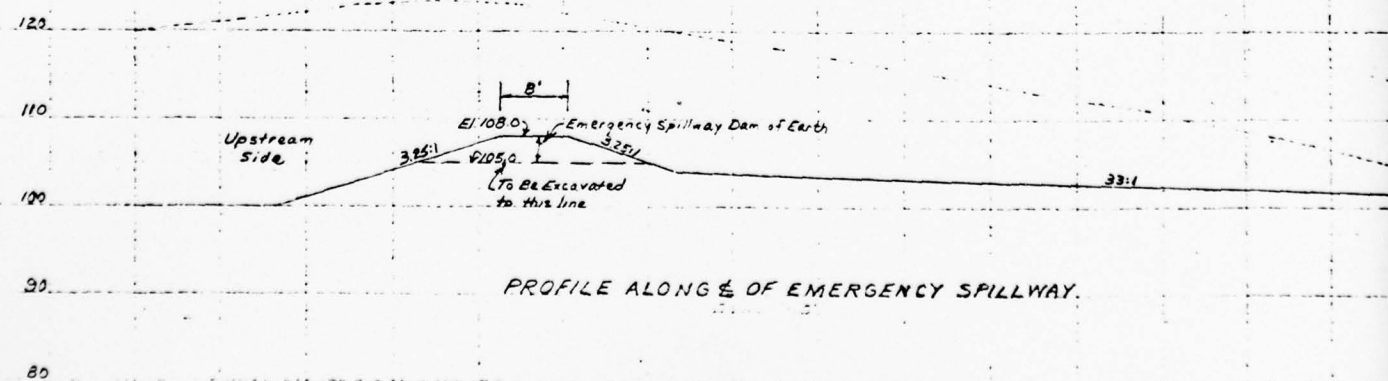 120
8'
110
El. 108.0
Emergency Spillway Dam of Earth
Upstream
Side
3.25:1
3.25:1
El. 105.0
To Be Excavated
to this line
100
33:1
90
PROFILE ALONG ℄ OF EMERGENCY SPILLWAY.
80